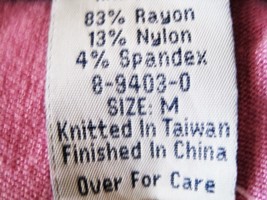 83% Rayon
13% Nylon
4% Spandex
8-9403-0
SIZE: M
Knitted In Taiwan
Finished In China
Over For Care